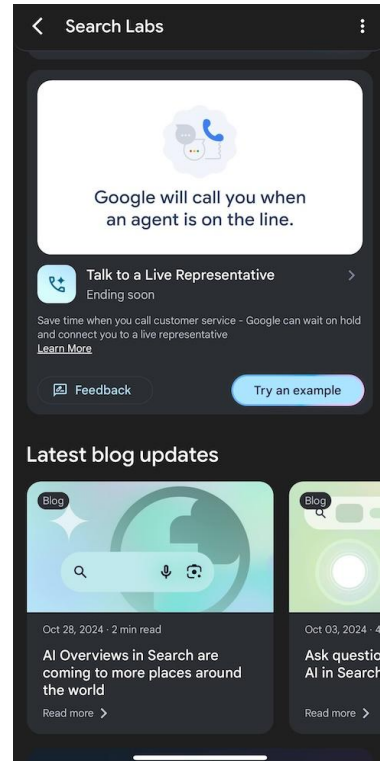 Search Labs
Google will call you when
an agent is on the line.
Talk to a Live Representative
Ending soon
Save time when you call customer service - Google can wait on hold
and connect you to a live representative
Learn More
Feedback
Try an example
Latest blog updates
Blog
Oct 28, 2024 · 2 min read
AI Overviews in Search are
coming to more places around
the world
Read more
Blog
Oct 03, 2024 · 4
Ask questio
AI in Search
Read more